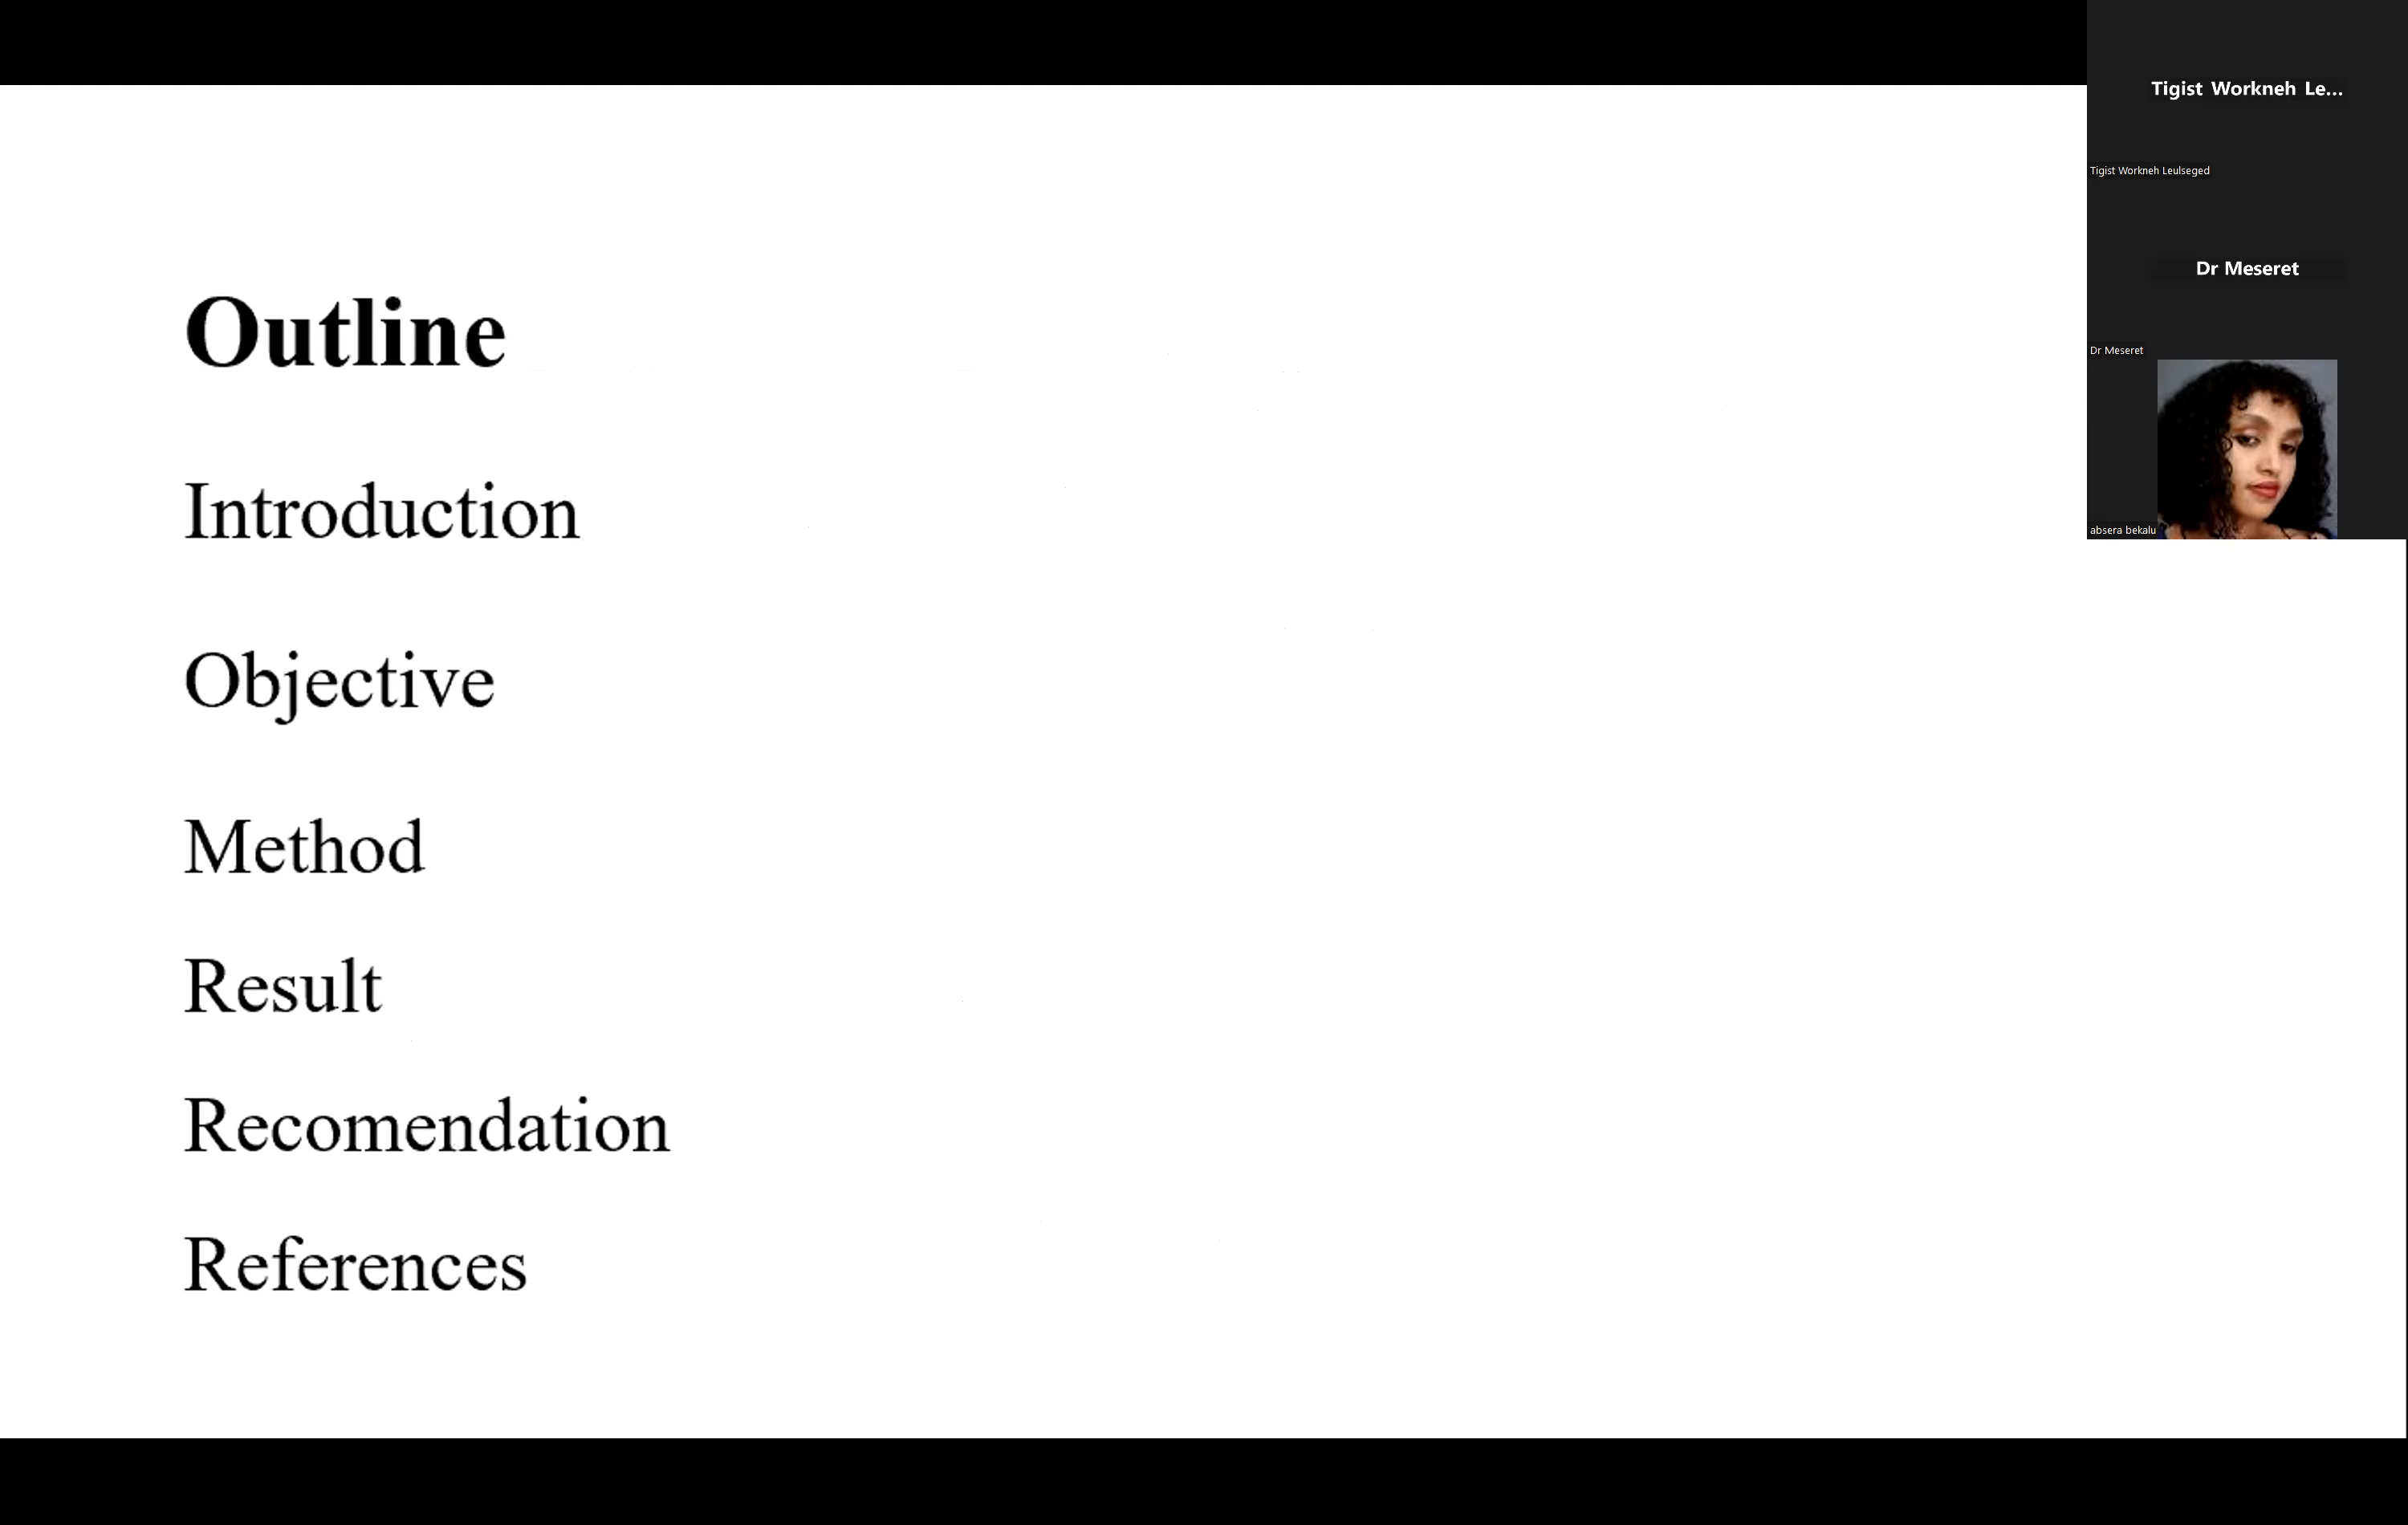 Outline
Introduction
Objective
Method
Result
Recomendation
References
Tigist Workneh Le...
Tigist Workneh Leulseged
Dr Meseret
Dr Meseret
absera bekalu